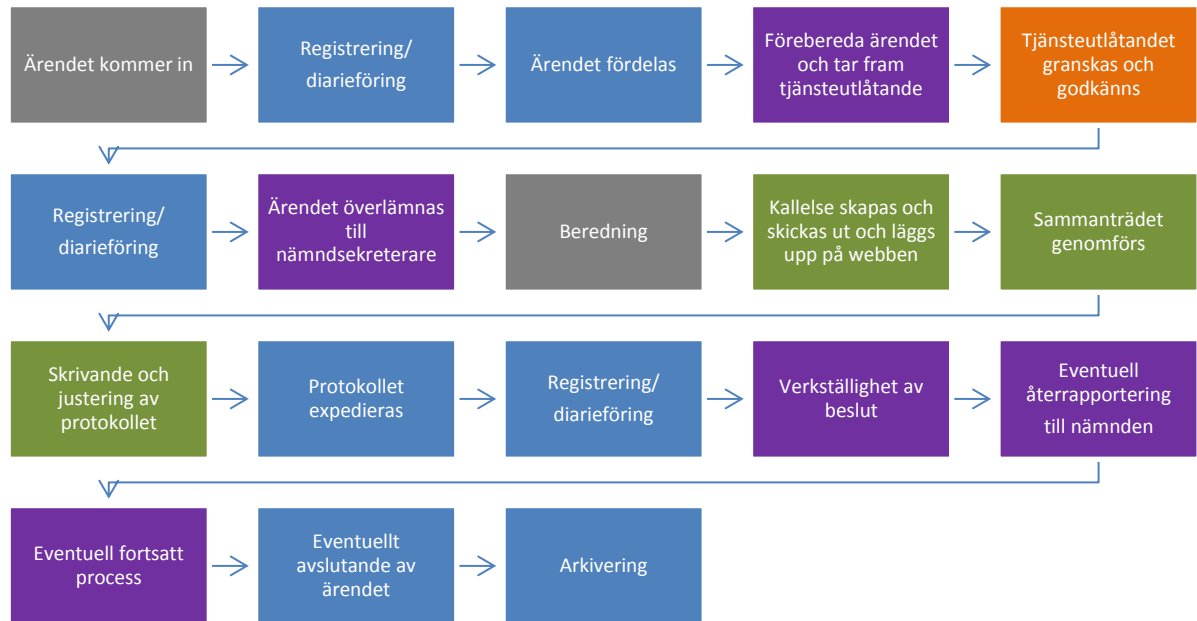 Ärendet kommer in
Registrering/
diarieföring
Ärendet fördelas
Förebereda ärendet
och tar fram
tjänsteutlåtande
Tjänsteutlåtandet
granskas och
godkänns
Registrering/
diarieföring
Ärendet överlämnas
till
nämndsekreterare
Beredning
Kallelse skapas och
skickas ut och läggs
upp på webben
Sammanträdet
genomförs
Skrivande och
justering av
protokollet
Protokollet
expedieras
Registrering/
diarieföring
Verkställighet av
beslut
Eventuell
återrapportering
till nämnden
Eventuell fortsatt
process
Eventuellt
avslutande av
ärendet
Arkivering